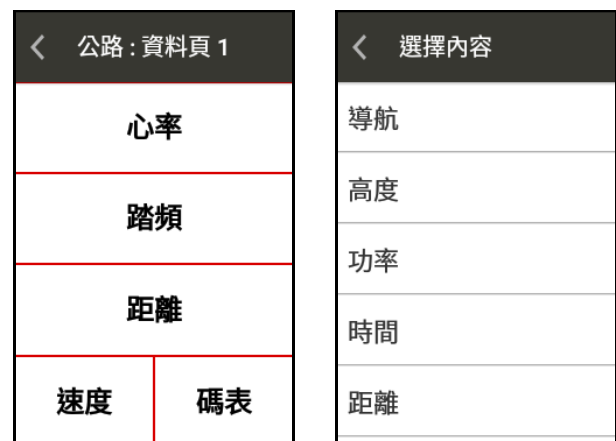 公路 : 資料頁 1
心率
踏頻
距離
速度
碼表
選擇內容
導航
高度
功率
時間
距離